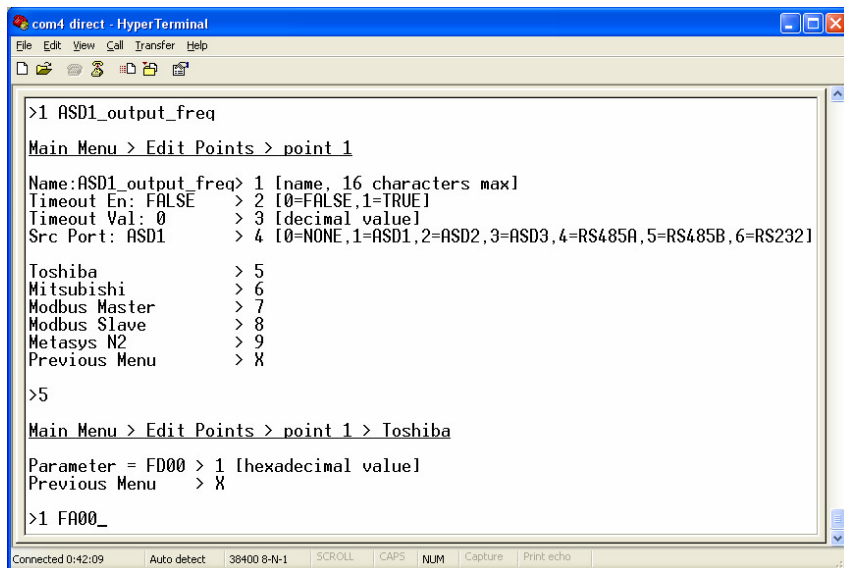 com4 direct - HyperTerminal
File Edit View Call Transfer Help
>1 ASD1_output_freq
Main Menu > Edit Points > point 1
Name:ASD1_output_freq> 1 [name, 16 characters max]
Timeout En: FALSE > 2 [0=FALSE,1=TRUE]
Timeout Val: 0 > 3 [decimal value]
Src Port: ASD1 > 4 [0=NONE,1=ASD1,2=ASD2,3=ASD3,4=RS485A,5=RS485B,6=RS232]
Toshiba > 5
Mitsubishi > 6
Modbus Master > 7
Modbus Slave > 8
Metasys N2 > 9
Previous Menu > X
>5
Main Menu > Edit Points > point 1 > Toshiba
Parameter = FD00 > 1 [hexadecimal value]
Previous Menu > X
>1 FA00_
Connected 0:42:09 Auto detect 38400 8-N-1 SCROLL CAPS NUM Capture Print echo